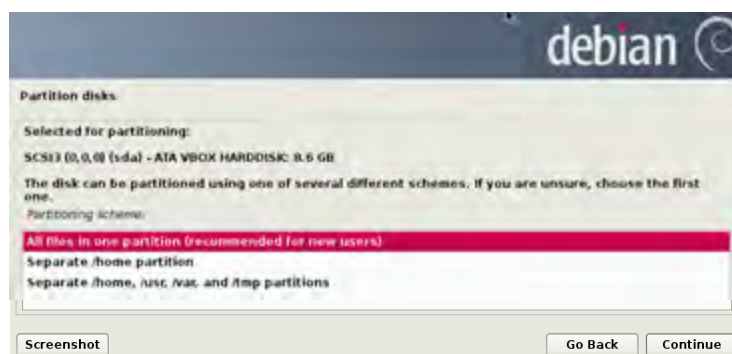 debian
Partition disks
Selected for partitioning:
SCSI3 (0,0,0) (sda) - ATA VBOX HARDDISK: 8.6 GB
The disk can be partitioned using one of several different schemes. If you are unsure, choose the first
one.
Partitioning scheme:
All files in one partition (recommended for new users)
Separate /home partition
Separate /home, /usr, /var, and /tmp partitions
Screenshot
Go Back
Continue